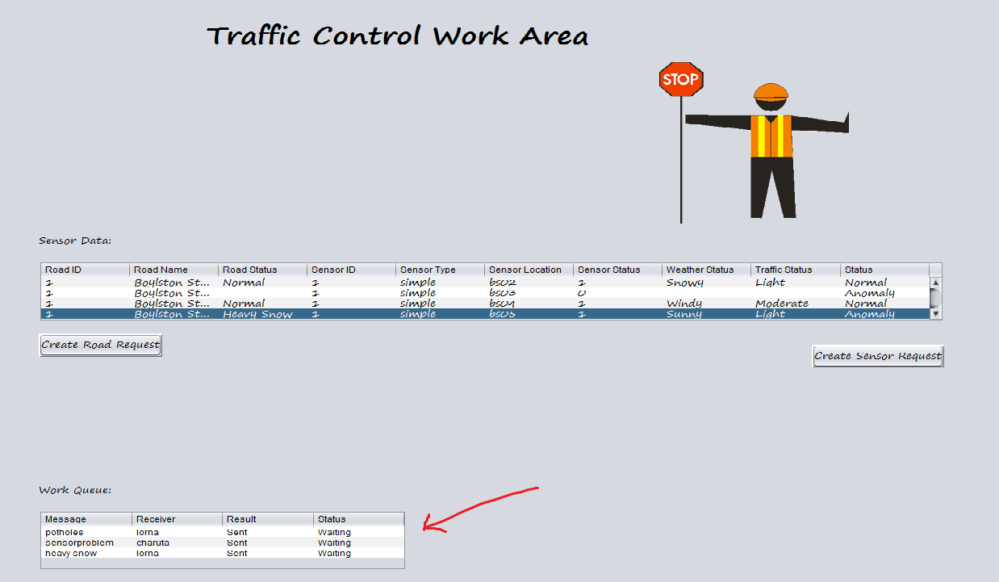 Traffic Control Work Area
STOP
Sensor Data:
Road ID Road Name Road Status Sensor ID Sensor Type Sensor Location Sensor Status Weather Status Traffic Status Status
1 Boylston St... Normal 1 simple bs02 1 Snowy Light Normal
1 Boylston St... 1 simple bs03 0 Anomaly
1 Boylston St... Normal 1 simple bs04 1 Windy Moderate Normal
1 Boylston St... Heavy Snow 1 simple bs05 1 Sunny Light Anomaly
Create Road Request
Create Sensor Request
Work Queue:
Message Receiver Result Status
potholes lorna Sent Waiting
sensorproblem charuta Sent Waiting
heavy snow lorna Sent Waiting